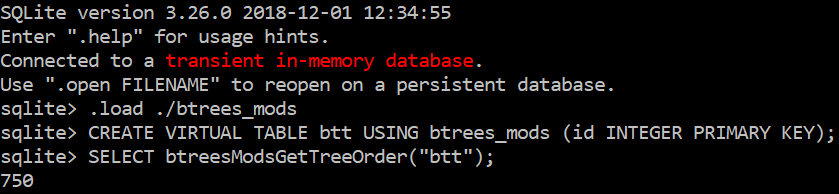 SQLite version 3.26.0 2018-12-01 12:34:55
Enter ".help" for usage hints.
Connected to a transient in-memory database.
Use ".open FILENAME" to reopen on a persistent database.
sqlite> .load ./btrees_mods
sqlite> CREATE VIRTUAL TABLE btt USING btrees_mods (id INTEGER PRIMARY KEY);
sqlite> SELECT btreesModsGetTreeOrder("btt");
750